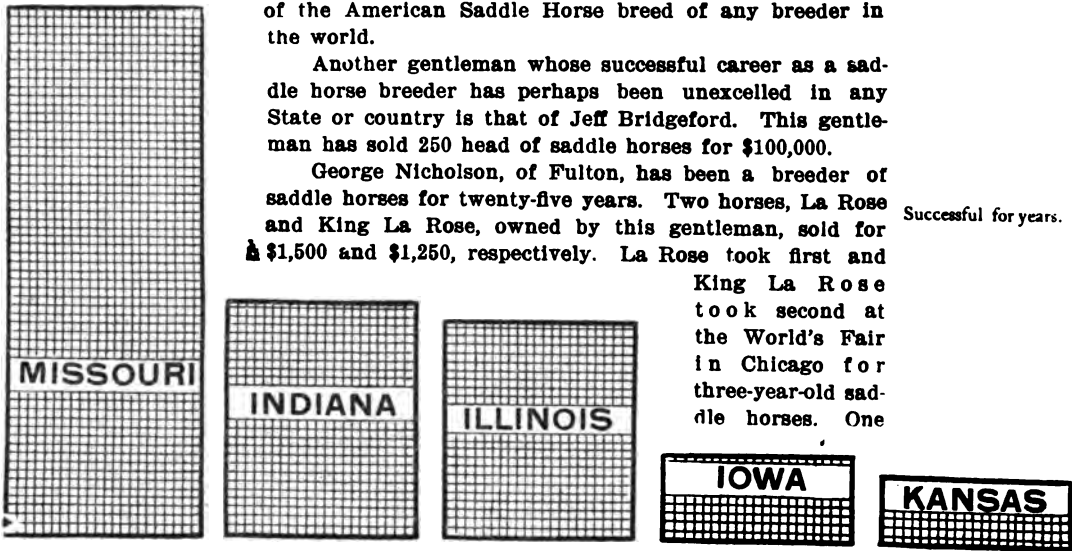 of the American Saddle Horse breed of any breeder in
the world.
Another gentleman whose successful career as a sad-
dle horse breeder has perhaps been unexcelled in any
State or country is that of Jeff Bridgeford. This gentle-
man has sold 250 head of saddle horses for $100,000.
George Nicholson, of Fulton, has been a breeder of
saddle horses for twenty-five years. Two horses, La Rose
and King La Rose, owned by this gentleman, sold for
$1,500 and $1,250, respectively. La Rose took first and
King La Rose
took second at
the World's Fair
in Chicago for
three-year-old sad-
dle horses. One
Successful for years.
MISSOURI
INDIANA
ILLINOIS
IOWA
KANSAS